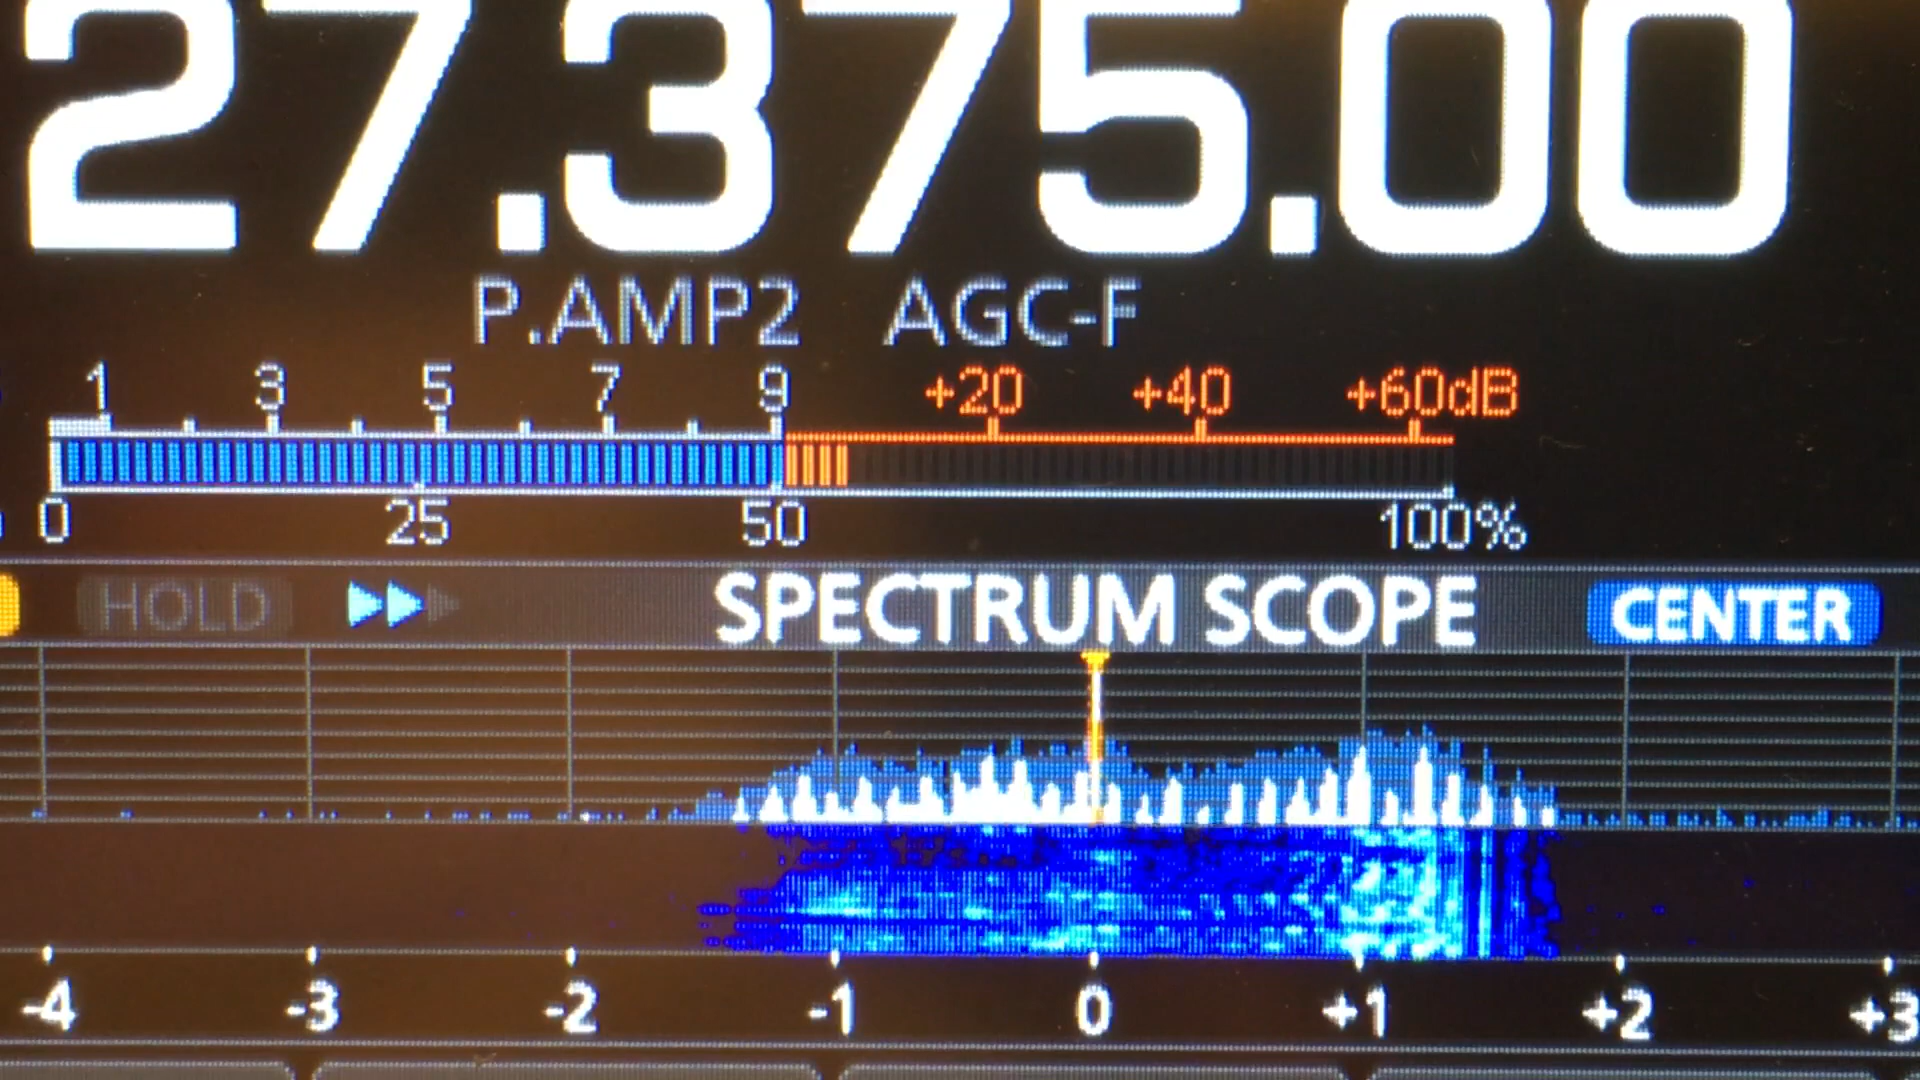 27.375.00
P.AMP2 AGC-F
1 3 5 7 9 +20 +40 +60dB
0 25 50 100%
HOLD SPECTRUM SCOPE CENTER
-4 -3 -2 -1 0 +1 +2 +3